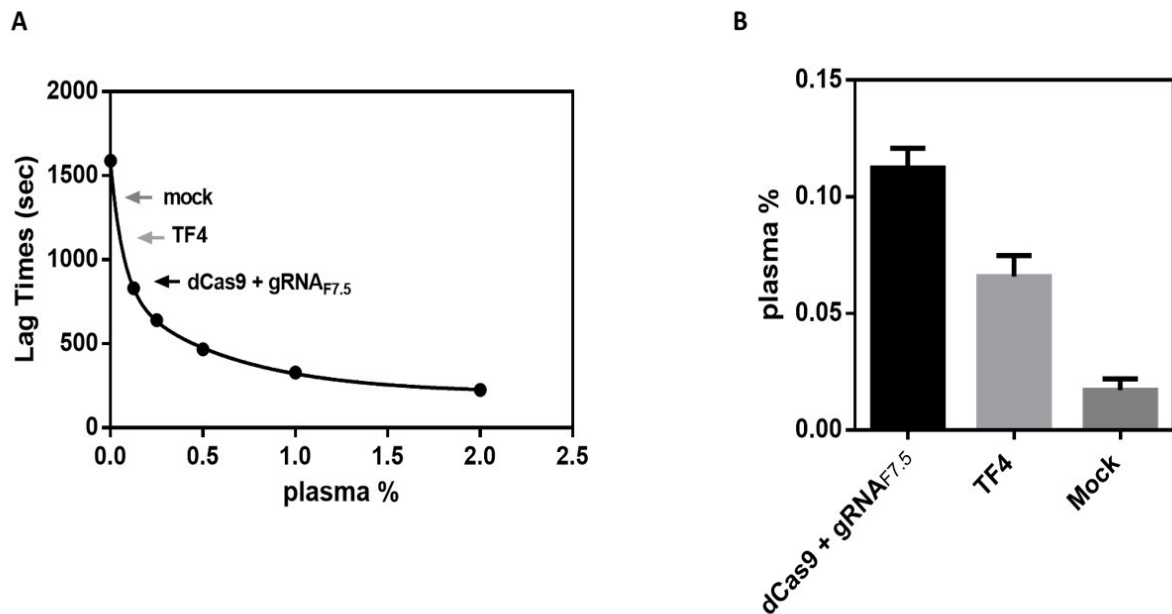 A
B
2000
1500
1000
500
0
Lag Times (sec)
mock
TF4
dCas9 + gRNAF7.5
0.0 0.5 1.0 1.5 2.0 2.5
plasma %
0.15
0.10
0.05
0.00
plasma %
dCas9 + gRNAF7.5
TF4
Mock